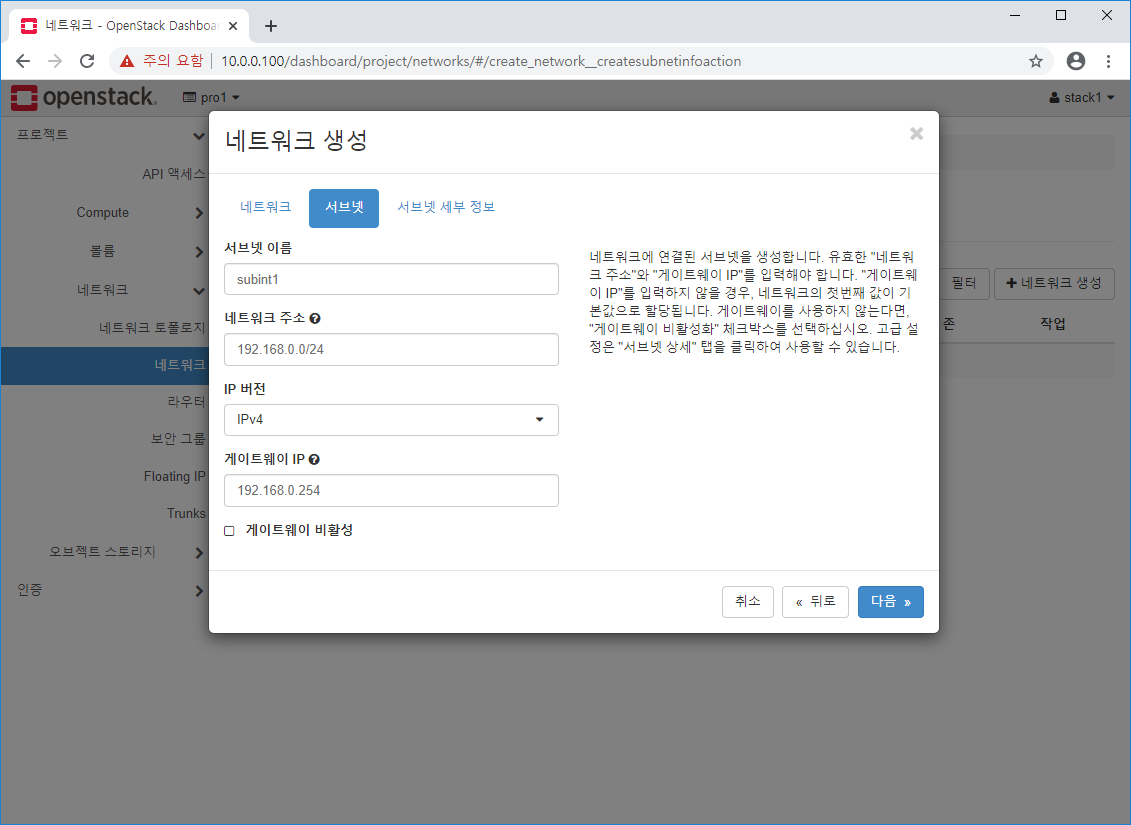 네트워크 - OpenStack Dashboar
주의 요함
10.0.0.100/dashboard/project/networks/#/create_network__createsubnetinfoaction
openstack.
pro1
stack1
프로젝트
API 액세스
Compute
볼륨
네트워크
네트워크 토폴로지
네트워크
라우터
보안 그룹
Floating IP
Trunks
오브젝트 스토리지
인증
네트워크 생성
네트워크
서브넷
서브넷 세부 정보
서브넷 이름
subint1
네트워크 주소
192.168.0.0/24
IP 버전
IPv4
게이트웨이 IP
192.168.0.254
게이트웨이 비활성
네트워크에 연결된 서브넷을 생성합니다. 유효한 "네트워
크 주소"와 "게이트웨이 IP"를 입력해야 합니다. "게이트웨
이 IP"를 입력하지 않을 경우, 네트워크의 첫번째 값이 기
본값으로 할당됩니다. 게이트웨이를 사용하지 않는다면,
"게이트웨이 비활성화" 체크박스를 선택하십시오. 고급 설
정은 "서브넷 상세" 탭을 클릭하여 사용할 수 있습니다.
취소
« 뒤로
다음 »
필터
네트워크 생성
존
작업